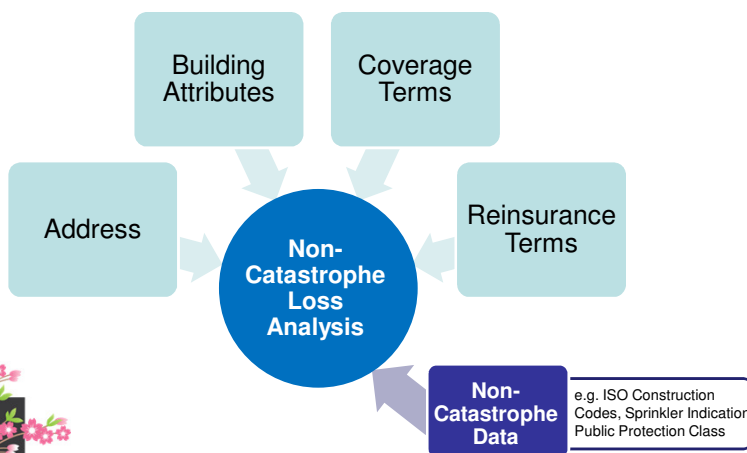 Building
Attributes
Coverage
Terms
Address
Reinsurance
Terms
Non-
Catastrophe
Loss
Analysis
Non-
Catastrophe
Data
e.g. ISO Construction
Codes, Sprinkler Indication
Public Protection Class